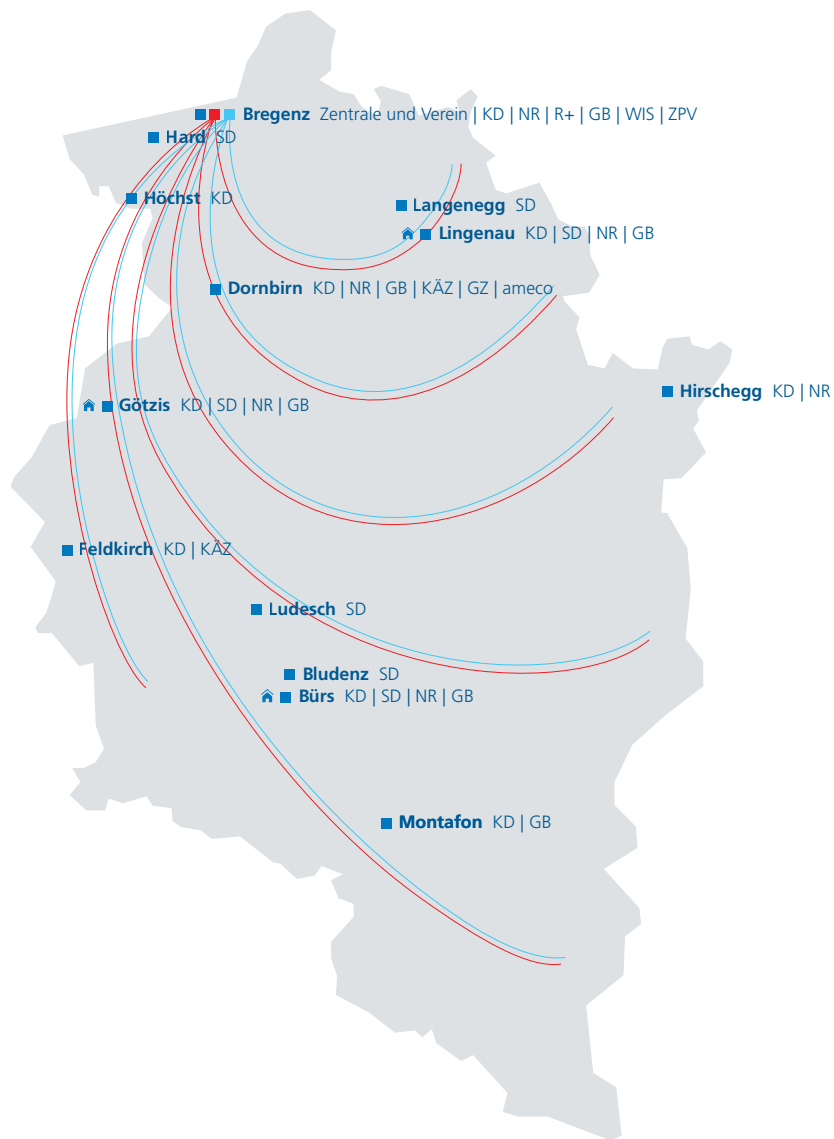 Bregenz Zentrale und Verein | KD | NR | R+ | GB | WIS | ZPV
Hard SD
Höchst KD
Langenegg SD
Lingenau KD | SD | NR | GB
Dornbirn KD | NR | GB | KÄZ | GZ | ameco
Hirschegg KD | NR
Götzis KD | SD | NR | GB
Feldkirch KD | KÄZ
Ludesch SD
Bludenz SD
Bürs KD | SD | NR | GB
Montafon KD | GB